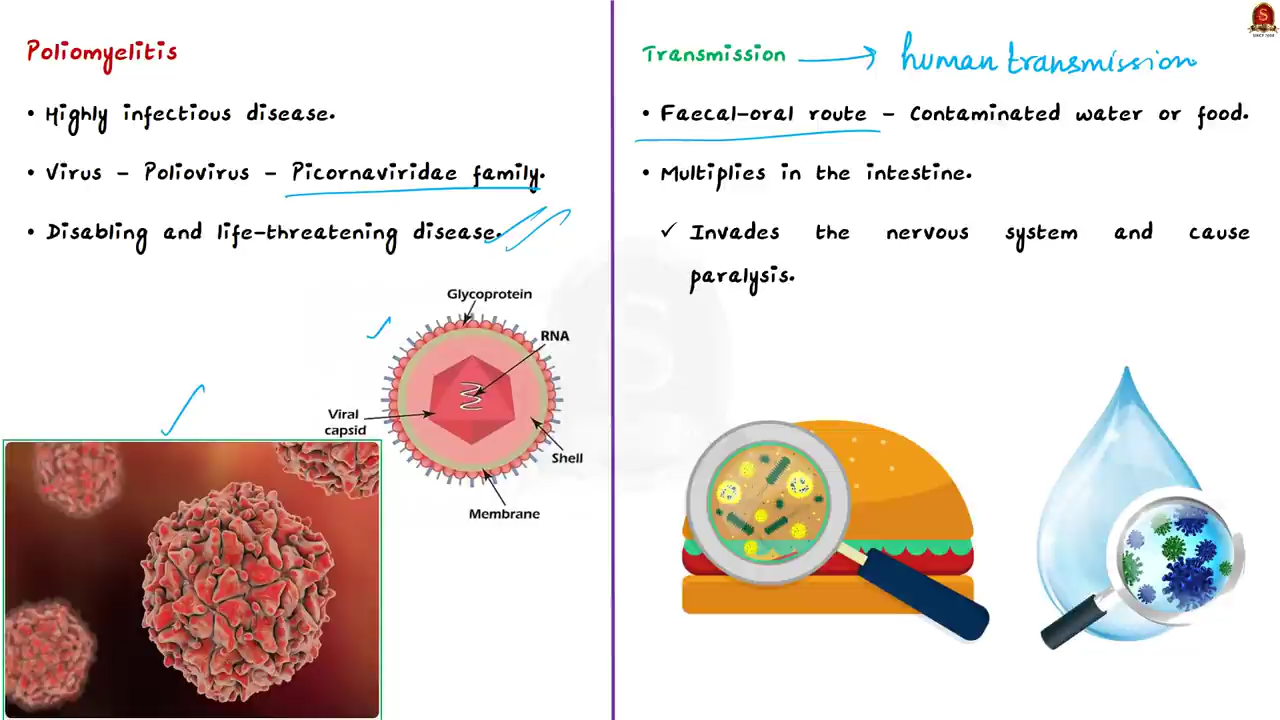 Poliomyelitis
• Highly infectious disease.
• Virus – Poliovirus – Picornaviridae family.
• Disabling and life-threatening disease.
Glycoprotein
RNA
Viral
capsid
Shell
Membrane
Transmission → human transmission
• Faecal-oral route – Contaminated water or food.
• Multiplies in the intestine.
✓ Invades the nervous system and cause
paralysis.
S